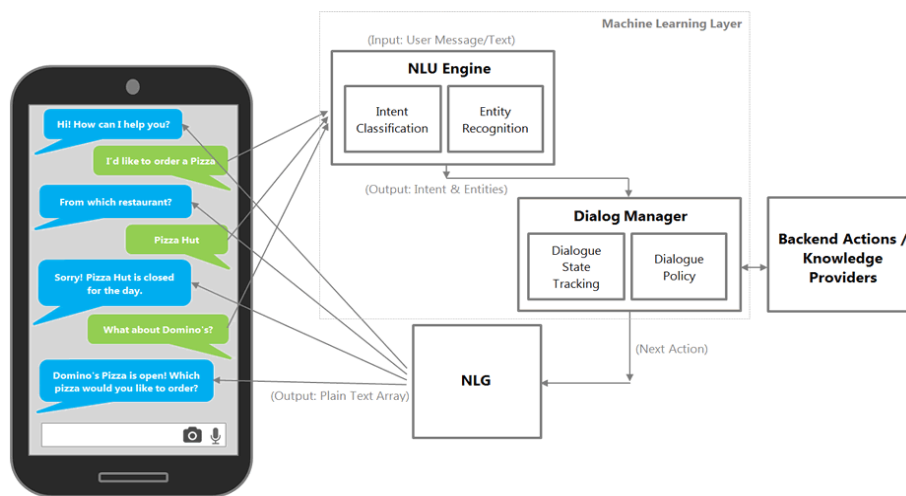 Machine Learning Layer
(Input: User Message/Text)
NLU Engine
Intent
Classification
Entity
Recognition
(Output: Intent & Entities)
Dialog Manager
Dialogue
State
Tracking
Dialogue
Policy
Backend Actions /
Knowledge
Providers
(Next Action)
NLG
(Output: Plain Text Array)
Hi! How can I help you?
I'd like to order a Pizza
From which restaurant?
Pizza Hut
Sorry! Pizza Hut is closed
for the day.
What about Domino's?
Domino's Pizza is open! Which
pizza would you like to order?